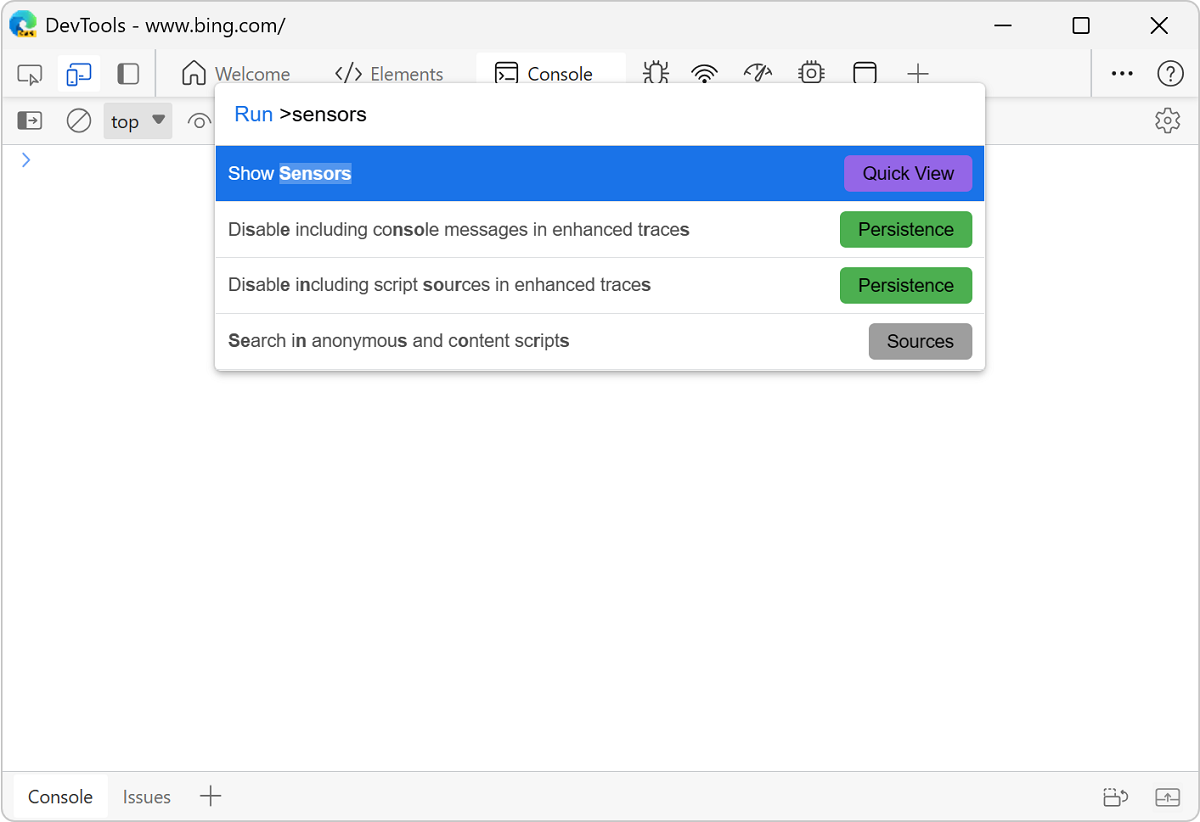 DevTools - www.bing.com/
Welcome Elements Console
top
Run >sensors
Show Sensors Quick View
Disable including console messages in enhanced traces Persistence
Disable including script sources in enhanced traces Persistence
Search in anonymous and content scripts Sources
Console Issues